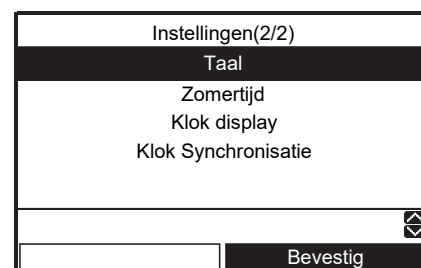 Instellingen(2/2)
Taal
Zomertijd
Klok display
Klok Synchronisatie
Bevestig